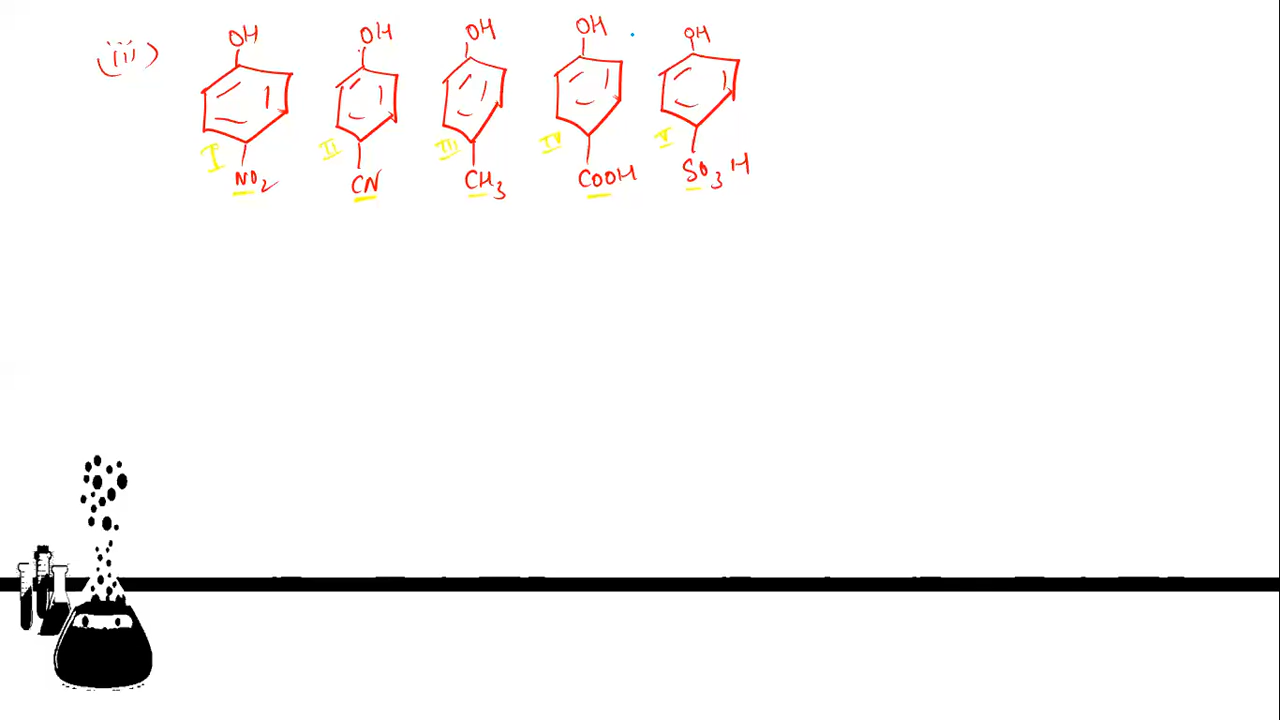 (iii) OH OH OH OH OH
I II III IV V
NO2 CN CH3 COOH SO3H